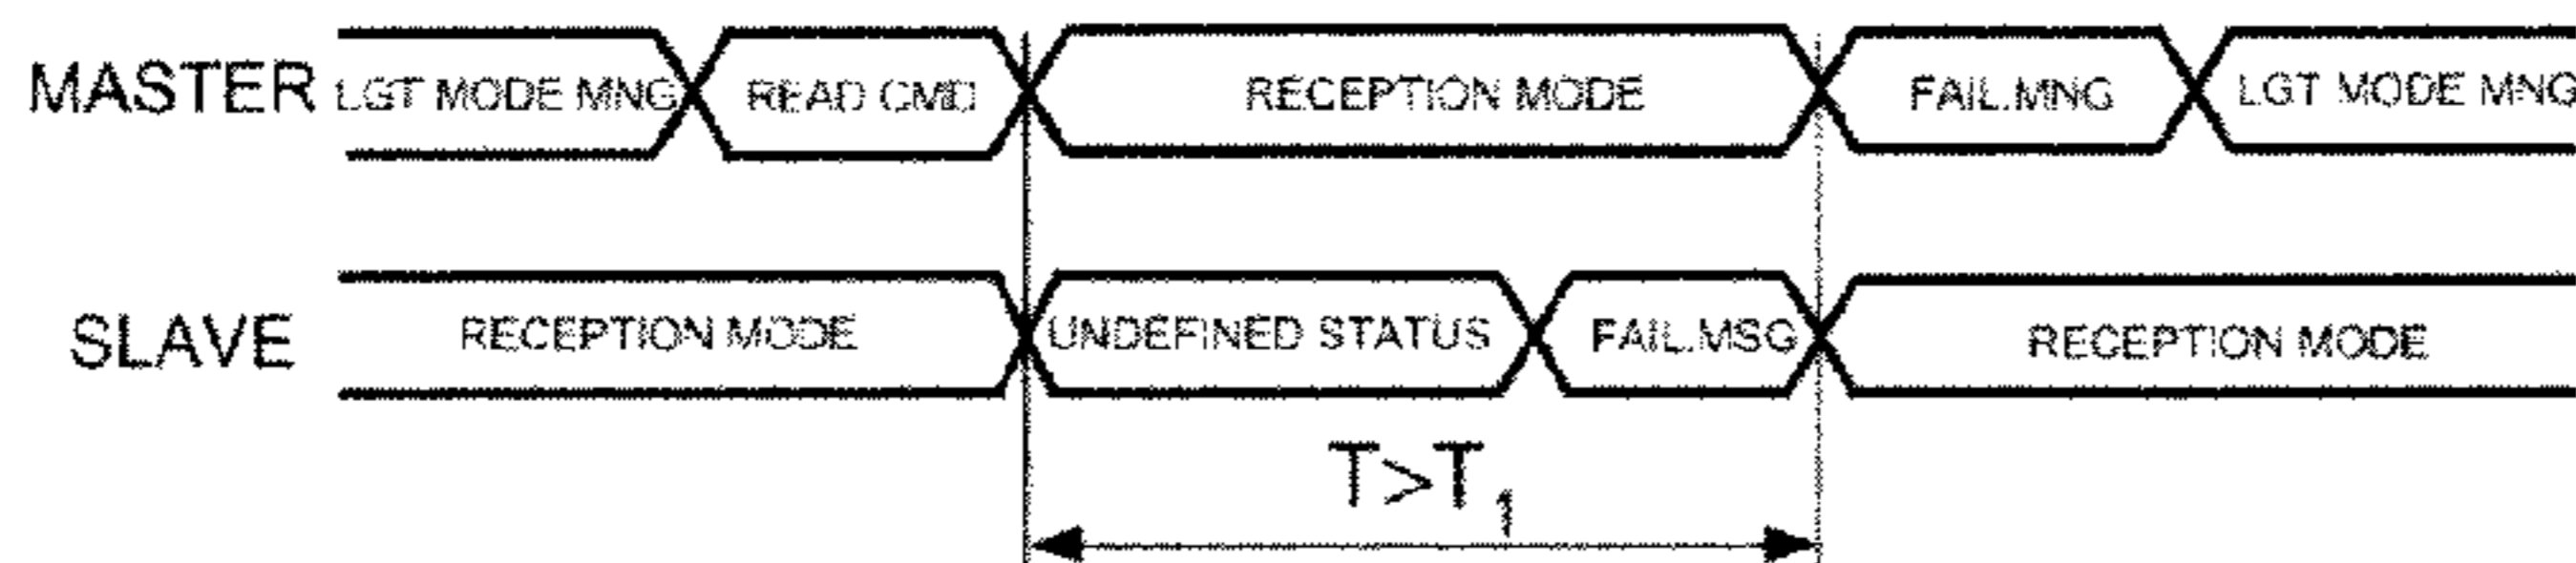 MASTER LGT MODE MNG READ CMD RECEPTION MODE FAIL.MNG LGT MODE MNG
SLAVE RECEPTION MODE UNDEFINED STATUS FAIL.MSG RECEPTION MODE
T>T1